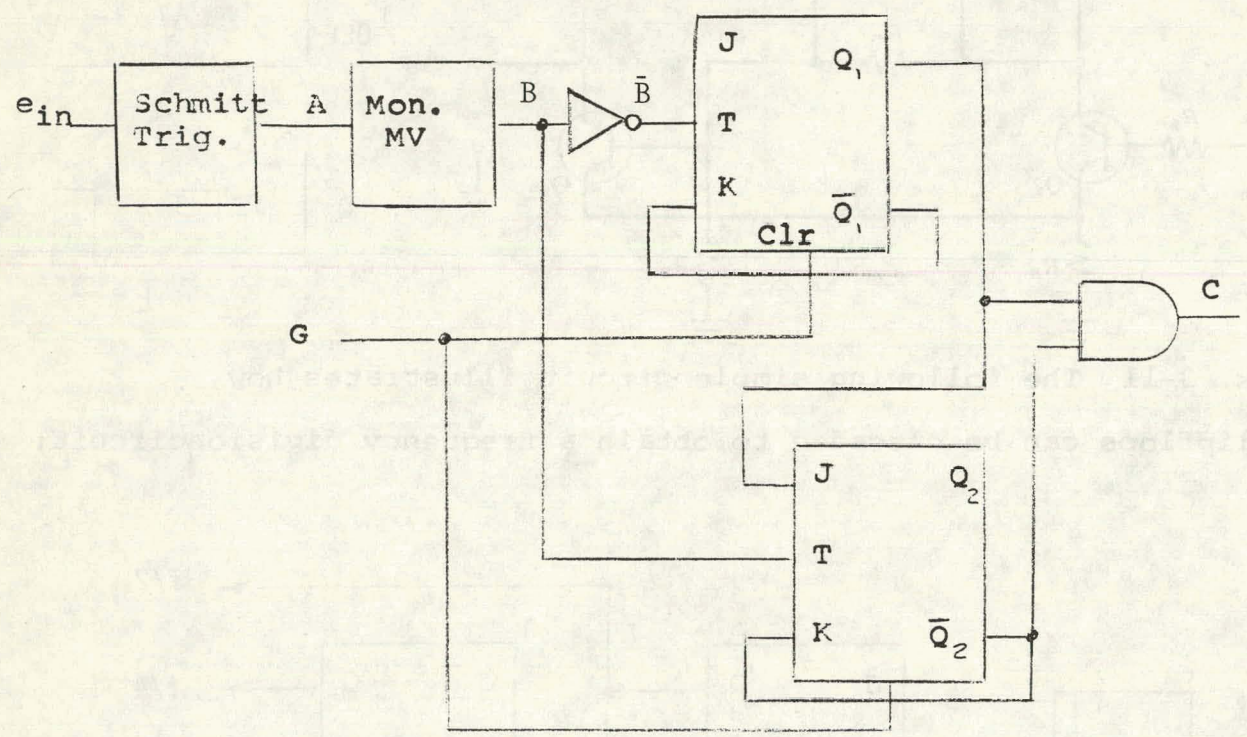 e_in
Schmitt
Trig.
A
Mon.
MV
B
B̄
J
Q₁
T
K
Q̄₁
Clr
G
C
J
Q₂
T
K
Q̄₂